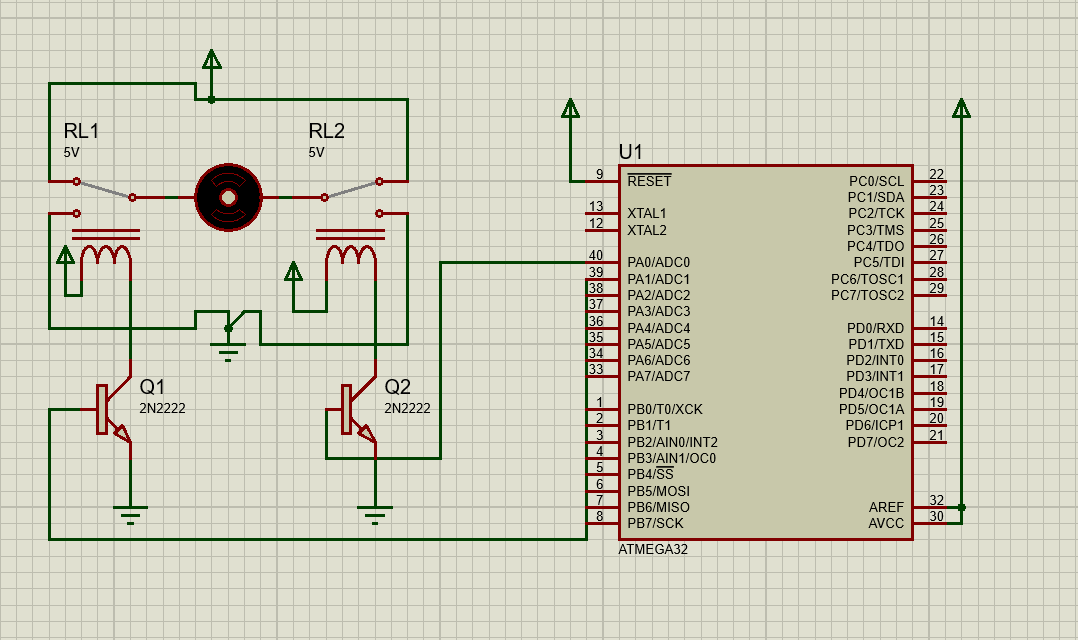 RL1
5V
RL2
5V
Q1
2N2222
Q2
2N2222
U1
9 RESET PC0/SCL 22
PC1/SDA 23
13 XTAL1 PC2/TCK 24
12 XTAL2 PC3/TMS 25
PC4/TDO 26
40 PA0/ADC0 PC5/TDI 27
39 PA1/ADC1 PC6/TOSC1 28
38 PA2/ADC2 PC7/TOSC2 29
37 PA3/ADC3
36 PA4/ADC4 PD0/RXD 14
35 PA5/ADC5 PD1/TXD 15
34 PA6/ADC6 PD2/INT0 16
33 PA7/ADC7 PD3/INT1 17
PD4/OC1B 18
1 PB0/T0/XCK PD5/OC1A 19
2 PB1/T1 PD6/ICP1 20
3 PB2/AIN0/INT2 PD7/OC2 21
4 PB3/AIN1/OC0
5 PB4/SS
6 PB5/MOSI
7 PB6/MISO AREF 32
8 PB7/SCK AVCC 30
ATMEGA32